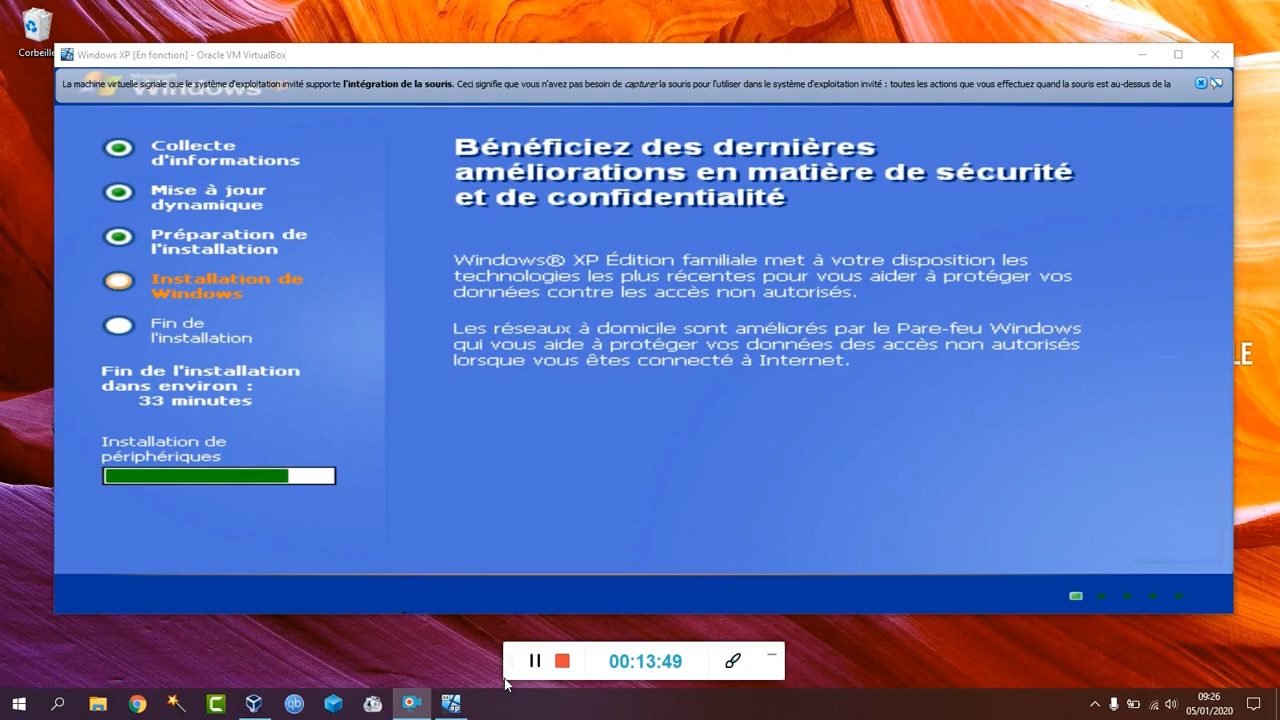 Corbeille
Windows XP [En fonction] - Oracle VM VirtualBox
La machine virtuelle signale que le système d'exploitation invité supporte l'intégration de la souris. Ceci signifie que vous n'avez pas besoin de capturer la souris pour l'utiliser dans le système d'exploitation invité : toutes les actions que vous effectuez quand la souris est au-dessus de la
Windows
Collecte
d'informations
Mise à jour
dynamique
Préparation de
l'installation
Installation de
Windows
Fin de
l'installation
Fin de l'installation
dans environ :
33 minutes
Installation de
périphériques
Bénéficiez des dernières
améliorations en matière de sécurité
et de confidentialité
Windows® XP Édition familiale met à votre disposition les
technologies les plus récentes pour vous aider à protéger vos
données contre les accès non autorisés.
Les réseaux à domicile sont améliorés par le Pare-feu Windows
qui vous aide à protéger vos données des accès non autorisés
lorsque vous êtes connecté à Internet.
LE
00:13:49
qb
09:26
05/01/2020